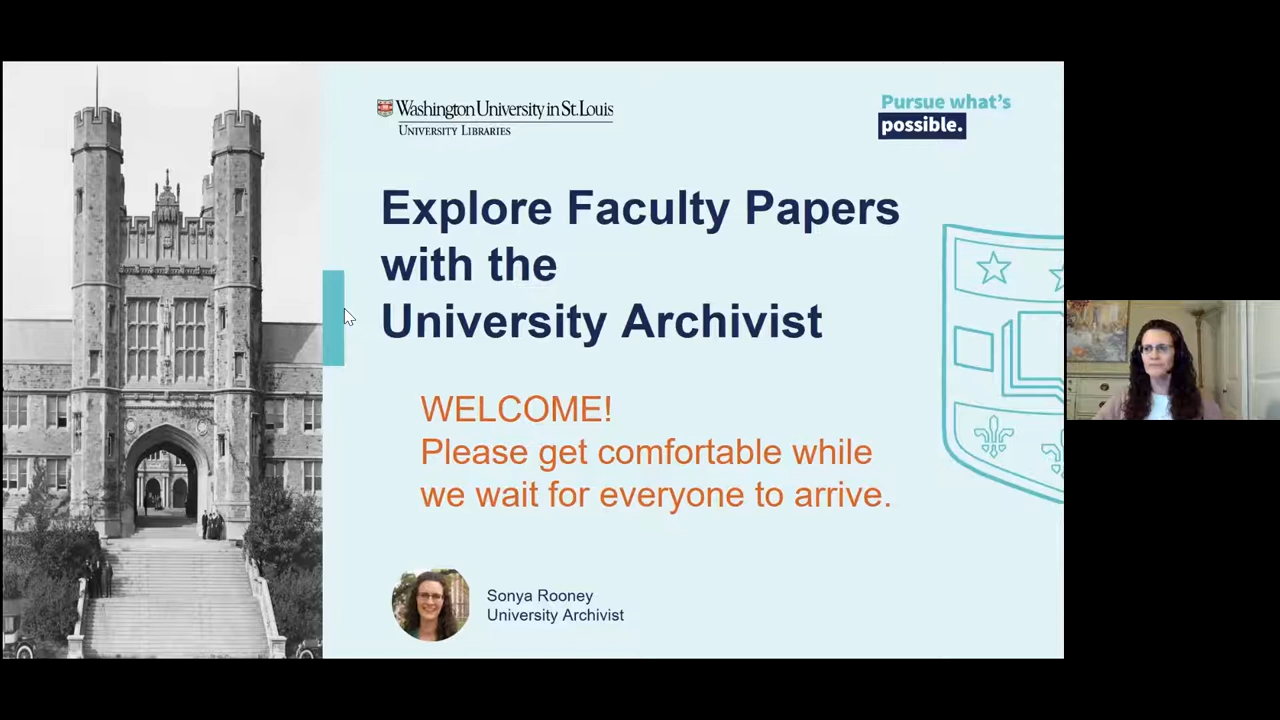 Washington University in St. Louis
UNIVERSITY LIBRARIES
Pursue what's
possible.
Explore Faculty Papers
with the
University Archivist
WELCOME!
Please get comfortable while
we wait for everyone to arrive.
Sonya Rooney
University Archivist